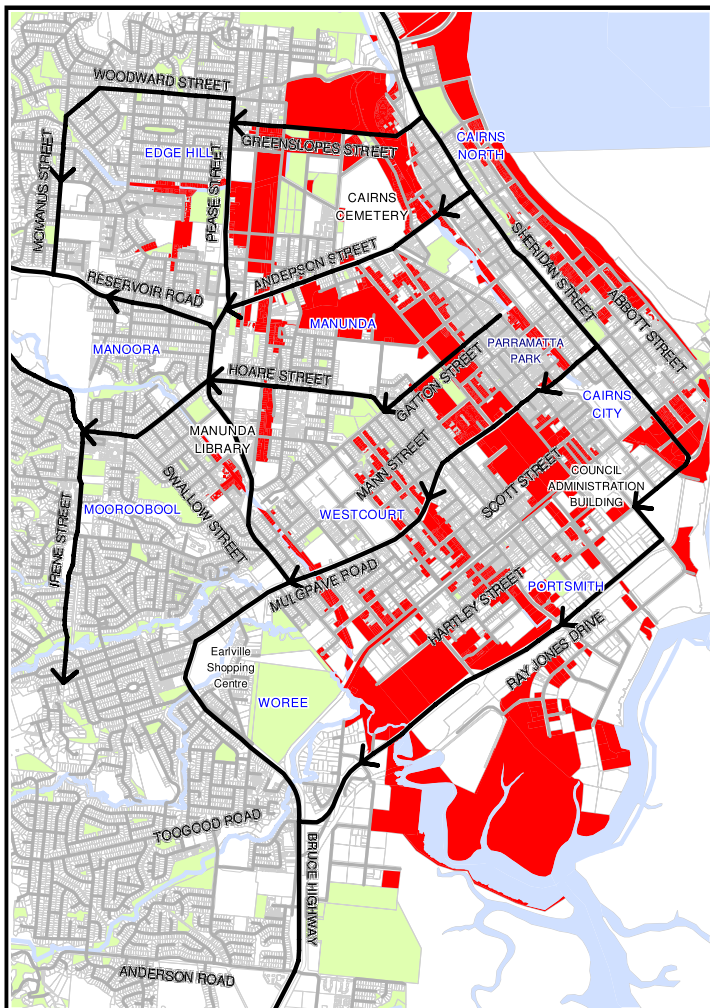 WOODWARD STREET
CAIRNS
NORTH
GREENSLOPES STREET
EDGE HILL
MCMANUS STREET
PEASE STREET
CAIRNS
CEMETERY
SHERIDAN STREET
ANDERSON STREET
RESERVOIR ROAD
ABBOTT STREET
MANUNDA
PARRAMATTA
PARK
MANOORA
HOARE STREET
GATTON STREET
CAIRNS
CITY
MANUNDA
LIBRARY
MANN STREET
SCOTT STREET
COUNCIL
ADMINISTRATION
BUILDING
SWALLOW STREET
MOOROOBOOL
WESTCOURT
IRENE STREET
MULGRAVE ROAD
HARTLEY STREET
PORTSMITH
RAY JONES DRIVE
Earlville
Shopping
Centre
WOREE
TOOGOOD ROAD
BRUCE HIGHWAY
ANDERSON ROAD